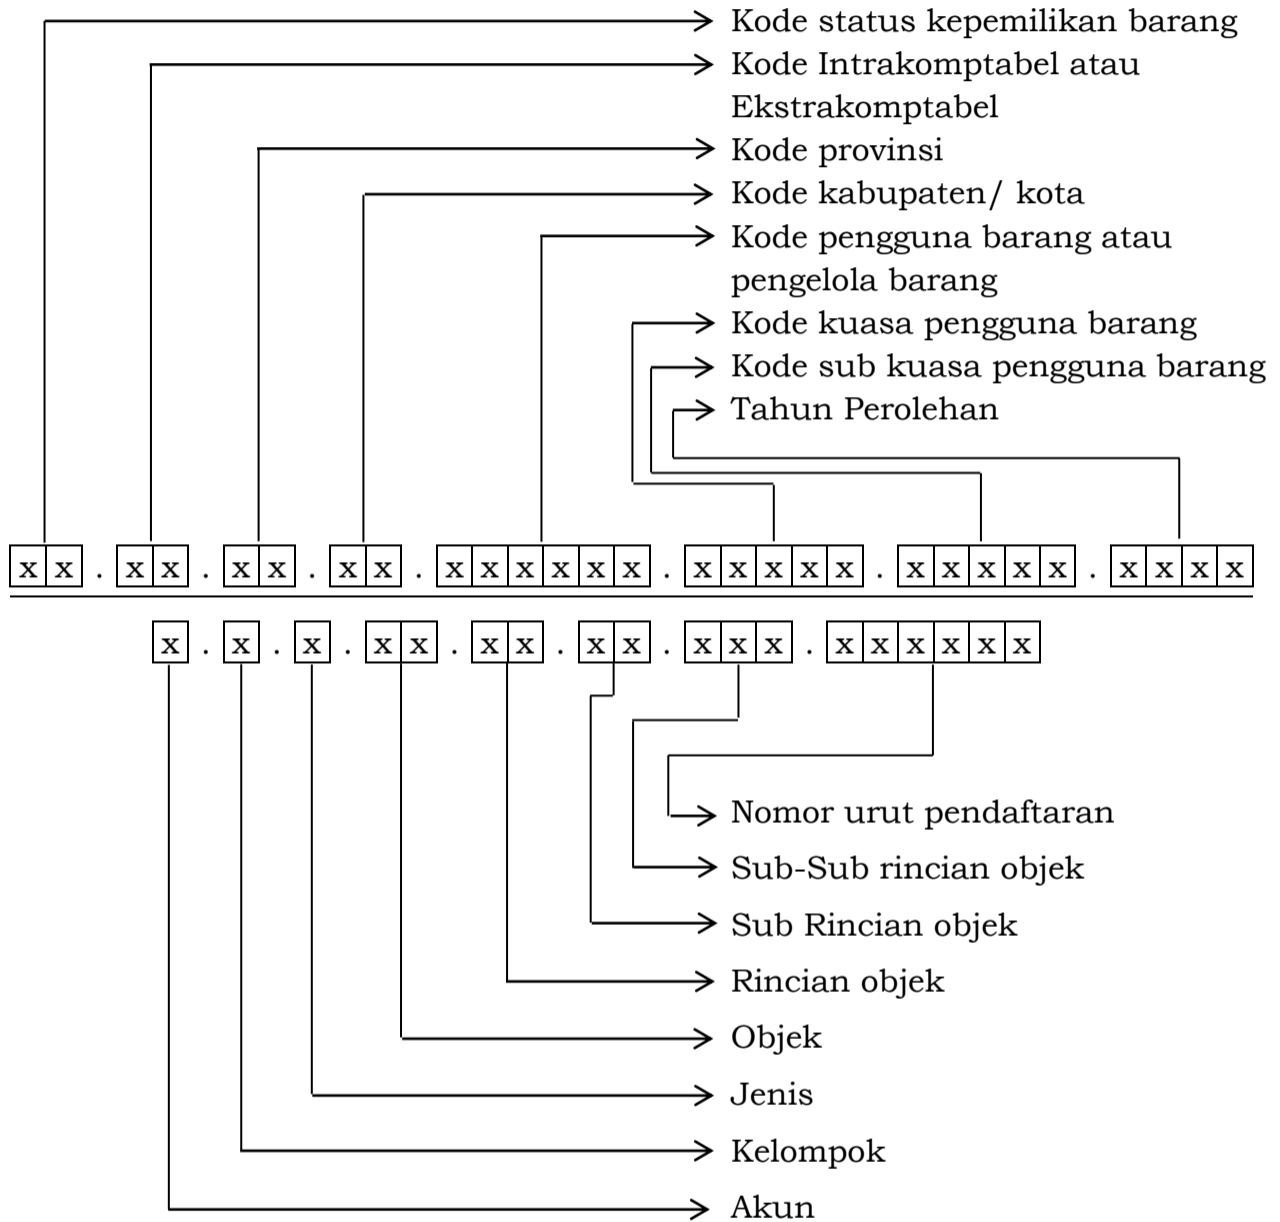 Kode status kepemilikan barang
Kode Intrakomptabel atau
Ekstrakomptabel
Kode provinsi
Kode kabupaten/ kota
Kode pengguna barang atau
pengelola barang
Kode kuasa pengguna barang
Kode sub kuasa pengguna barang
Tahun Perolehan
x x . x x . x x . x x . x x x x x x . x x x x x . x x x x x . x x x x
x . x . x . x x . x x . x x . x x x . x x x x x x
Nomor urut pendaftaran
Sub-Sub rincian objek
Sub Rincian objek
Rincian objek
Objek
Jenis
Kelompok
Akun